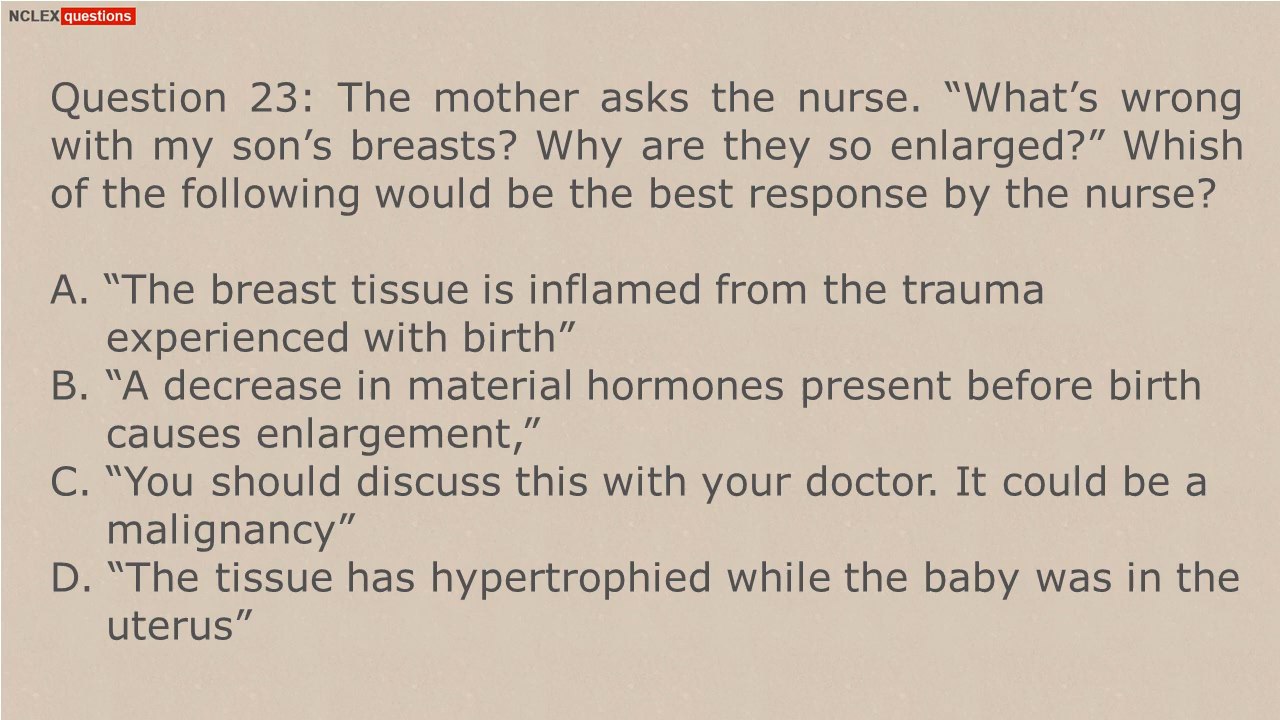 NCLEX questions
Question 23: The mother asks the nurse. “What’s wrong
with my son’s breasts? Why are they so enlarged?” Whish
of the following would be the best response by the nurse?
A. “The breast tissue is inflamed from the trauma
experienced with birth”
B. “A decrease in material hormones present before birth
causes enlargement,”
C. “You should discuss this with your doctor. It could be a
malignancy”
D. “The tissue has hypertrophied while the baby was in the
uterus”